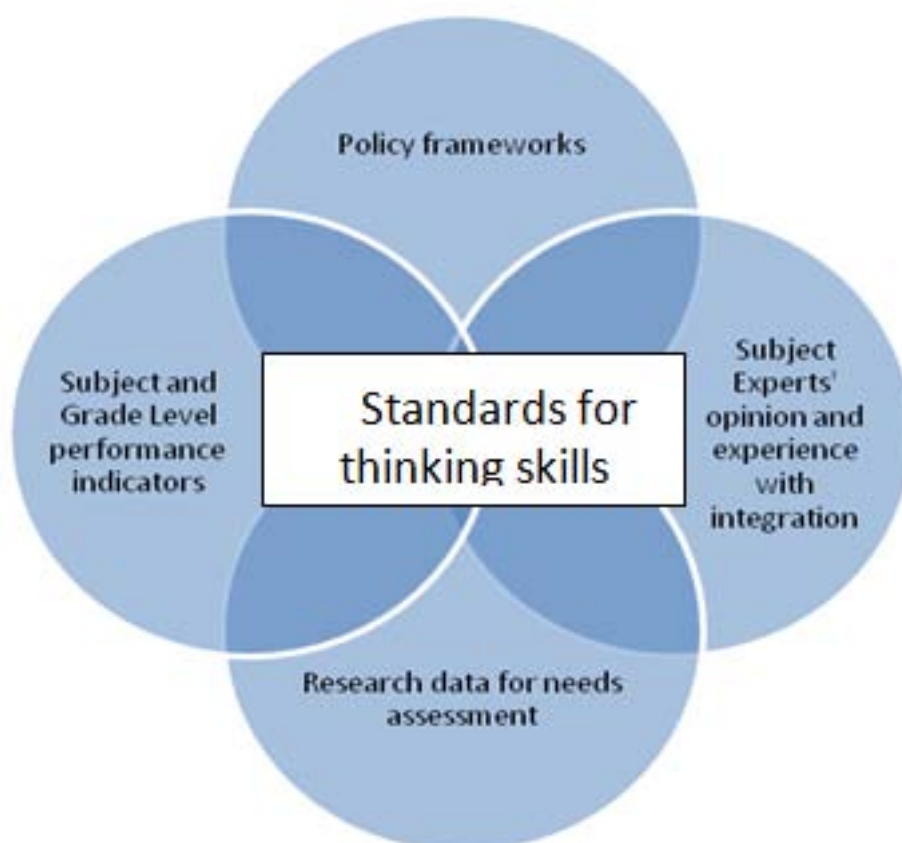 Policy frameworks
Subject and
Grade Level
performance
indicators
Standards for
thinking skills
Subject
Experts'
opinion and
experience
with
integration
Research data for needs
assessment